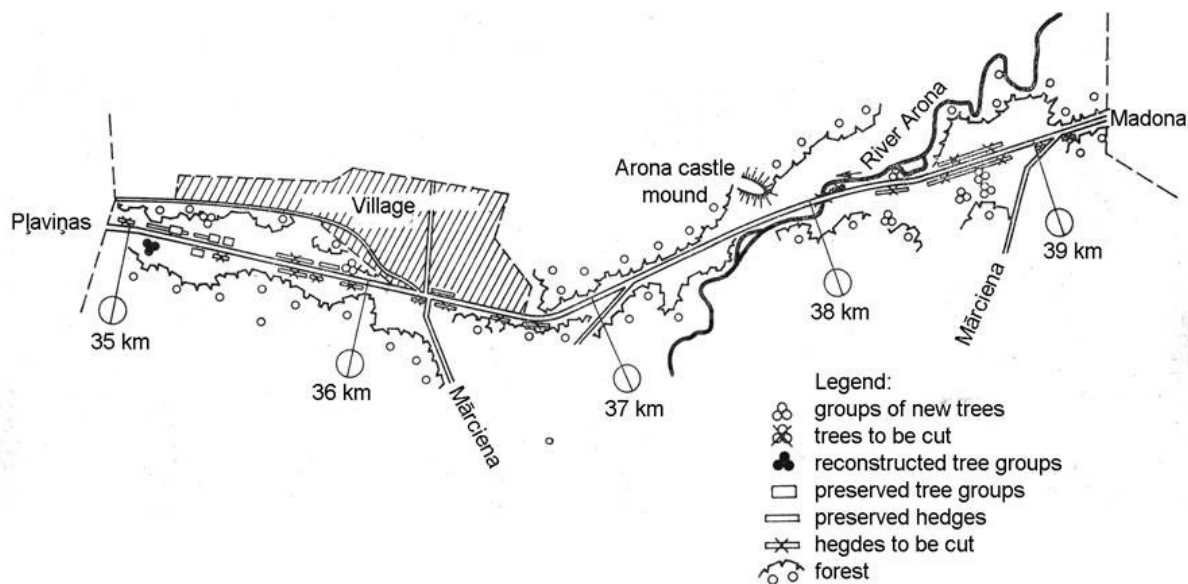 Pļaviņas
Village
Arona castle
mound
River Arona
Madona
35 km
36 km
Mārciena
37 km
38 km
Mārciena
39 km
Legend:
groups of new trees
trees to be cut
reconstructed tree groups
preserved tree groups
preserved hedges
hegdes to be cut
forest